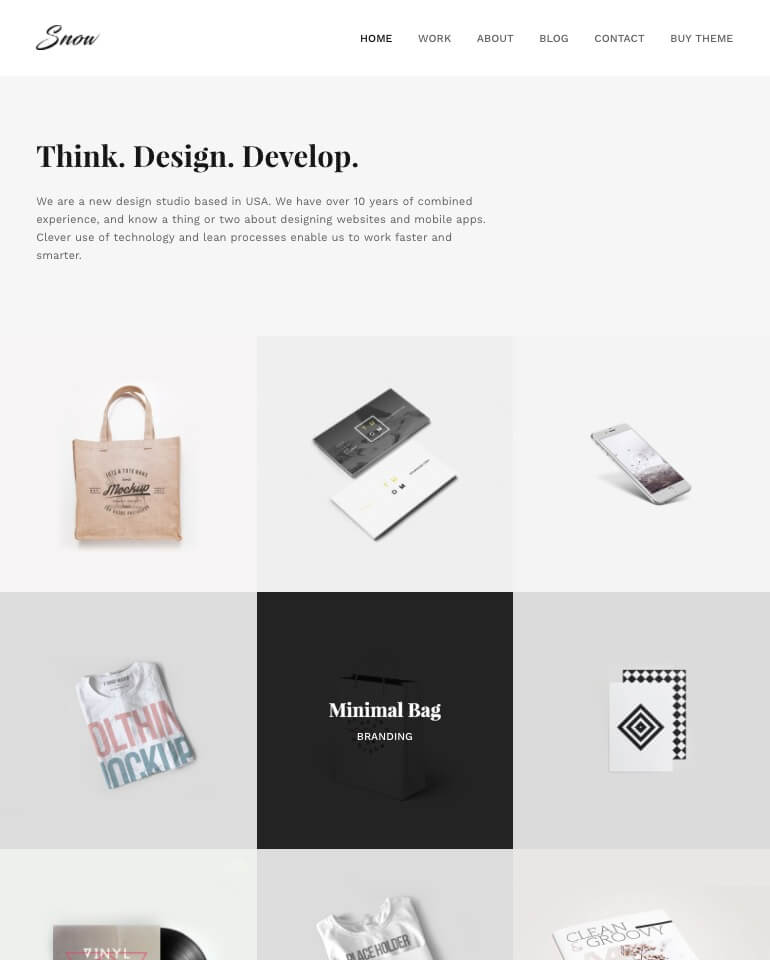 Snow
HOME WORK ABOUT BLOG CONTACT BUY THEME
Think. Design. Develop.
We are a new design studio based in USA. We have over 10 years of combined
experience, and know a thing or two about designing websites and mobile apps.
Clever use of technology and lean processes enable us to work faster and
smarter.
Mockup
OLTHIN
MOCKUP
Minimal Bag
BRANDING
VINYL
PLACE HOLDER
CLEAN
& GROOVY